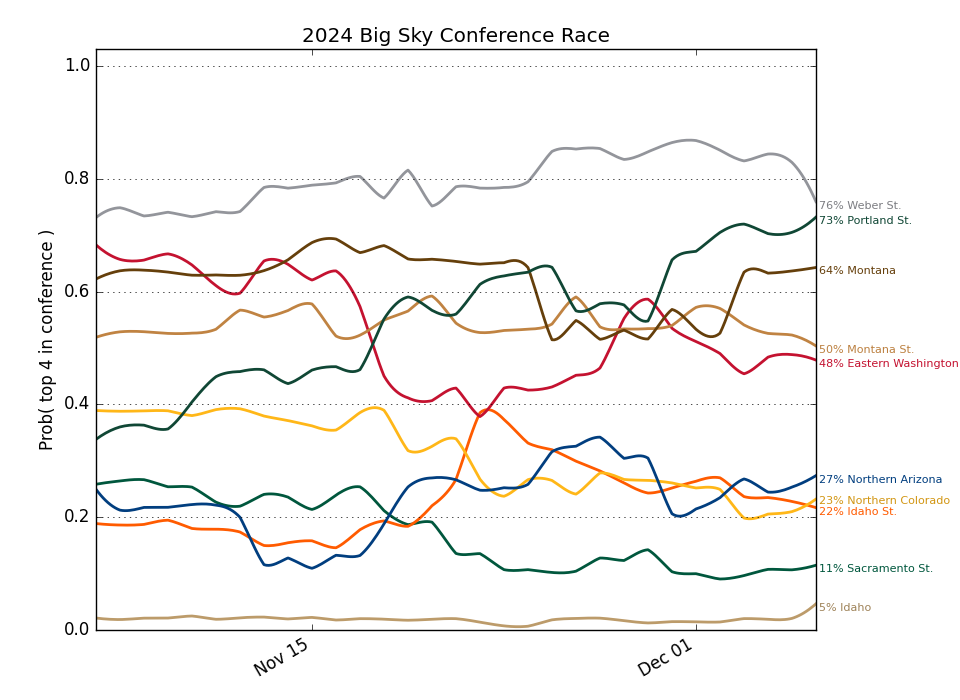 2024 Big Sky Conference Race
Prob( top 4 in conference )
1.0
0.8
0.6
0.4
0.2
0.0
Nov 15
Dec 01
76% Weber St.
73% Portland St.
64% Montana
50% Montana St.
48% Eastern Washington
27% Northern Arizona
23% Northern Colorado
22% Idaho St.
11% Sacramento St.
5% Idaho